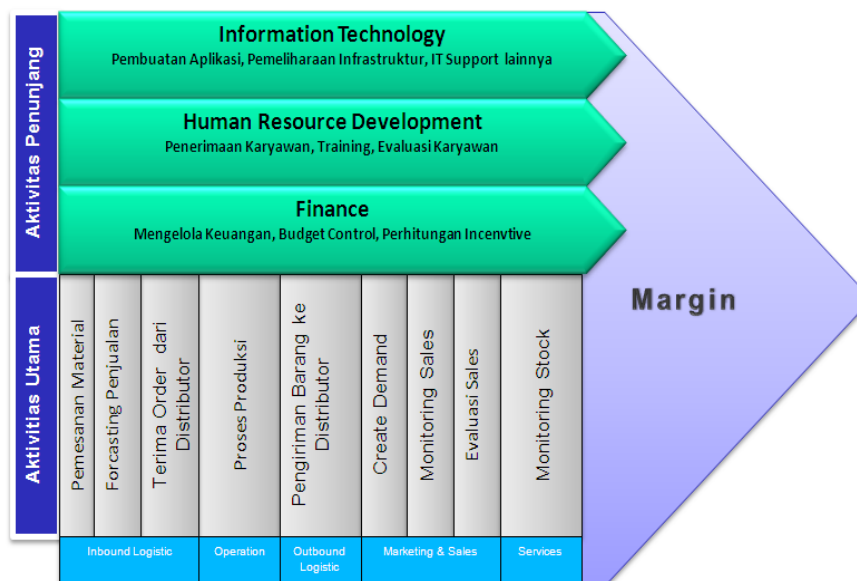 Aktivitas Penunjang
Information Technology
Pembuatan Aplikasi, Pemeliharaan Infrastruktur, IT Support lainnya
Human Resource Development
Penerimaan Karyawan, Training, Evaluasi Karyawan
Finance
Mengelola Keuangan, Budget Control, Perhitungan Incenvtive
Margin
Aktivitias Utama
Pemesanan Material
Forcasting Penjualan
Terima Order dari
Distributor
Proses Produksi
Pengiriman Barang ke
Distributor
Create Demand
Monitoring Sales
Evaluasi Sales
Monitoring Stock
Inbound Logistic
Operation
Outbound
Logistic
Marketing & Sales
Services